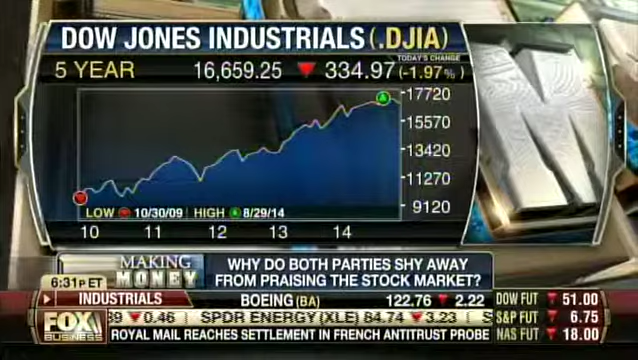 DOW JONES INDUSTRIALS (.DJIA)
TODAY'S CHANGE
5 YEAR 16,659.25 ▼ 334.97 (-1.97%)
17720
15570
13420
11270
9120
LOW 10/30/09 | HIGH 8/29/14
10 11 12 13 14
MAKING
MONEY
WHY DO BOTH PARTIES SHY AWAY
FROM PRAISING THE STOCK MARKET?
6:31P ET
INDUSTRIALS BOEING (BA) 122.76 ▼ 2.22 DOW FUT ▼ 51.00
39 ▼ 0.46 SPDR ENERGY (XLE) 84.74 ▼ 3.23 S&P FUT ▼ 6.75
FOX
BUSINESS
ROYAL MAIL REACHES SETTLEMENT IN FRENCH ANTITRUST PROBE NAS FUT ▼ 18.00